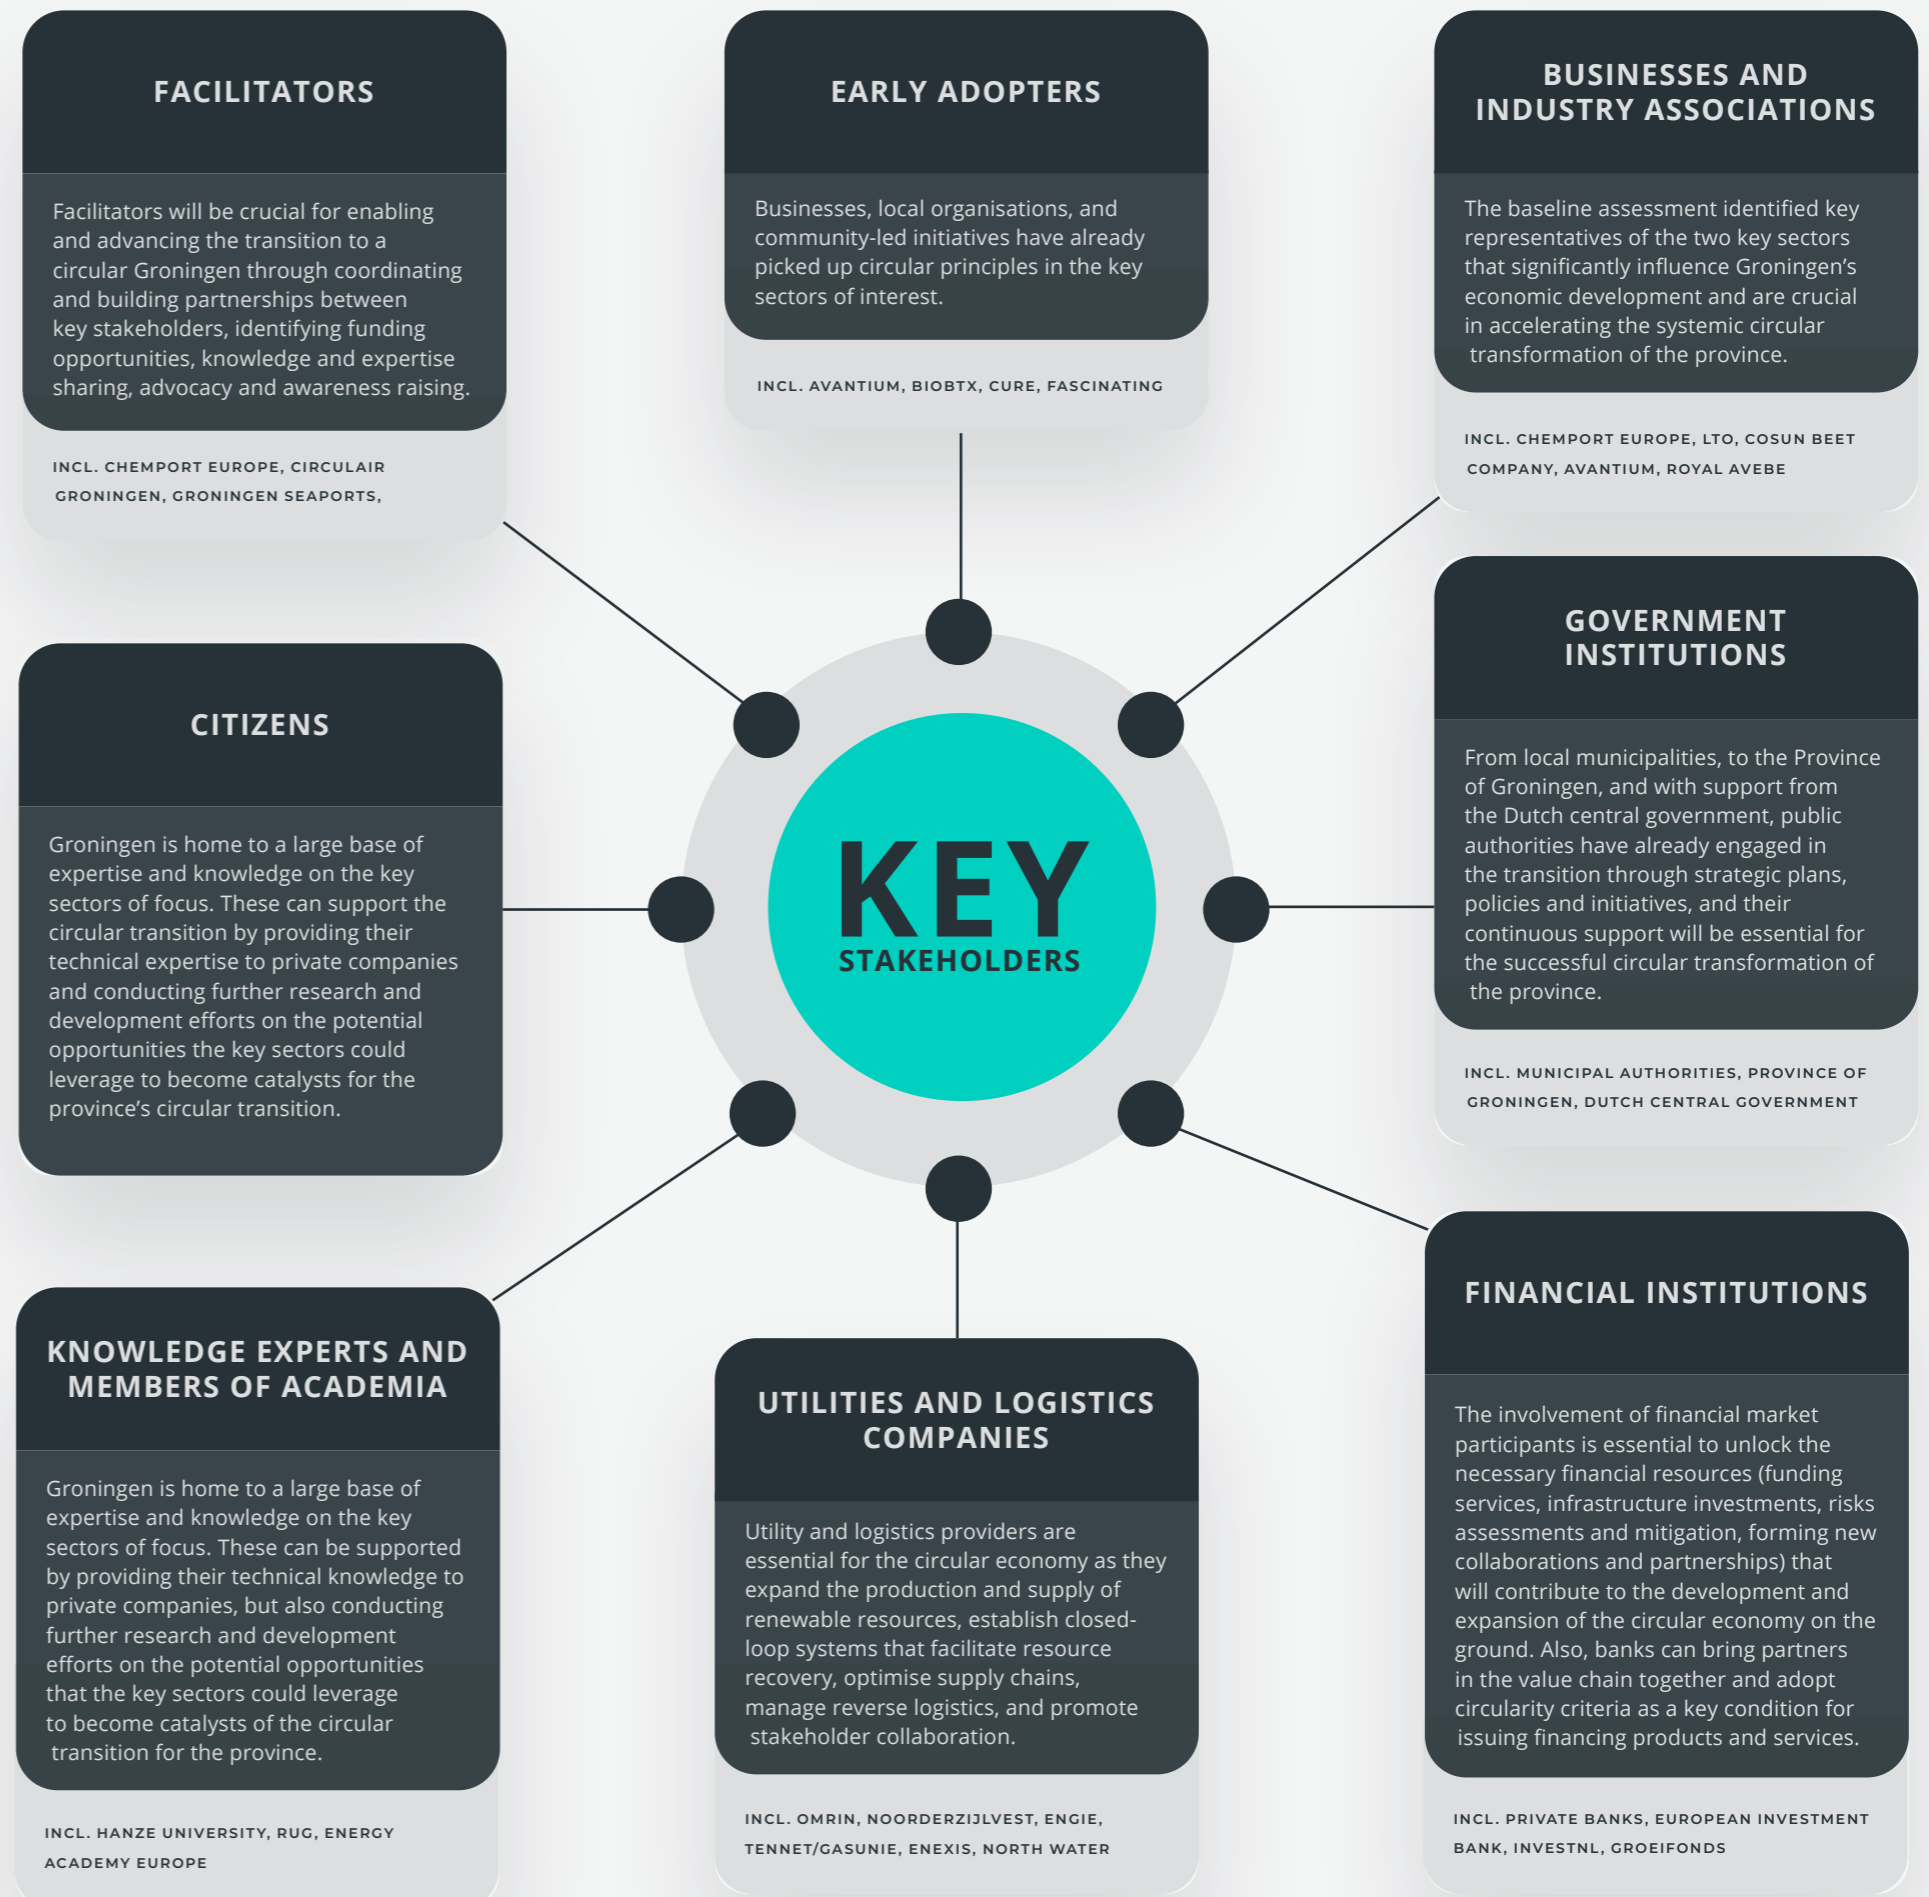 FACILITATORS
Facilitators will be crucial for enabling
and advancing the transition to a
circular Groningen through coordinating
and building partnerships between
key stakeholders, identifying funding
opportunities, knowledge and expertise
sharing, advocacy and awareness raising.
INCL. CHEMPORT EUROPE, CIRCULAIR
GRONINGEN, GRONINGEN SEAPORTS,
EARLY ADOPTERS
Businesses, local organisations, and
community-led initiatives have already
picked up circular principles in the key
sectors of interest.
INCL. AVANTIUM, BIOBTX, CURE, FASCINATING
BUSINESSES AND
INDUSTRY ASSOCIATIONS
The baseline assessment identified key
representatives of the two key sectors
that significantly influence Groningen’s
economic development and are crucial
in accelerating the systemic circular
transformation of the province.
INCL. CHEMPORT EUROPE, LTO, COSUN BEET
COMPANY, AVANTIUM, ROYAL AVEBE
CITIZENS
Groningen is home to a large base of
expertise and knowledge on the key
sectors of focus. These can support the
circular transition by providing their
technical expertise to private companies
and conducting further research and
development efforts on the potential
opportunities the key sectors could
leverage to become catalysts for the
province’s circular transition.
KEY
STAKEHOLDERS
GOVERNMENT
INSTITUTIONS
From local municipalities, to the Province
of Groningen, and with support from
the Dutch central government, public
authorities have already engaged in
the transition through strategic plans,
policies and initiatives, and their
continuous support will be essential for
the successful circular transformation of
the province.
INCL. MUNICIPAL AUTHORITIES, PROVINCE OF
GRONINGEN, DUTCH CENTRAL GOVERNMENT
KNOWLEDGE EXPERTS AND
MEMBERS OF ACADEMIA
Groningen is home to a large base of
expertise and knowledge on the key
sectors of focus. These can be supported
by providing their technical knowledge to
private companies, but also conducting
further research and development
efforts on the potential opportunities
that the key sectors could leverage
to become catalysts of the circular
transition for the province.
INCL. HANZE UNIVERSITY, RUG, ENERGY
ACADEMY EUROPE
UTILITIES AND LOGISTICS
COMPANIES
Utility and logistics providers are
essential for the circular economy as they
expand the production and supply of
renewable resources, establish closed-
loop systems that facilitate resource
recovery, optimise supply chains,
manage reverse logistics, and promote
stakeholder collaboration.
INCL. OMRIN, NOORDERZIJLVEST, ENGIE,
TENNET/GASUNIE, ENEXIS, NORTH WATER
FINANCIAL INSTITUTIONS
The involvement of financial market
participants is essential to unlock the
necessary financial resources (funding
services, infrastructure investments, risks
assessments and mitigation, forming new
collaborations and partnerships) that
will contribute to the development and
expansion of the circular economy on the
ground. Also, banks can bring partners
in the value chain together and adopt
circularity criteria as a key condition for
issuing financing products and services.
INCL. PRIVATE BANKS, EUROPEAN INVESTMENT
BANK, INVESTNL, GROEIFONDS